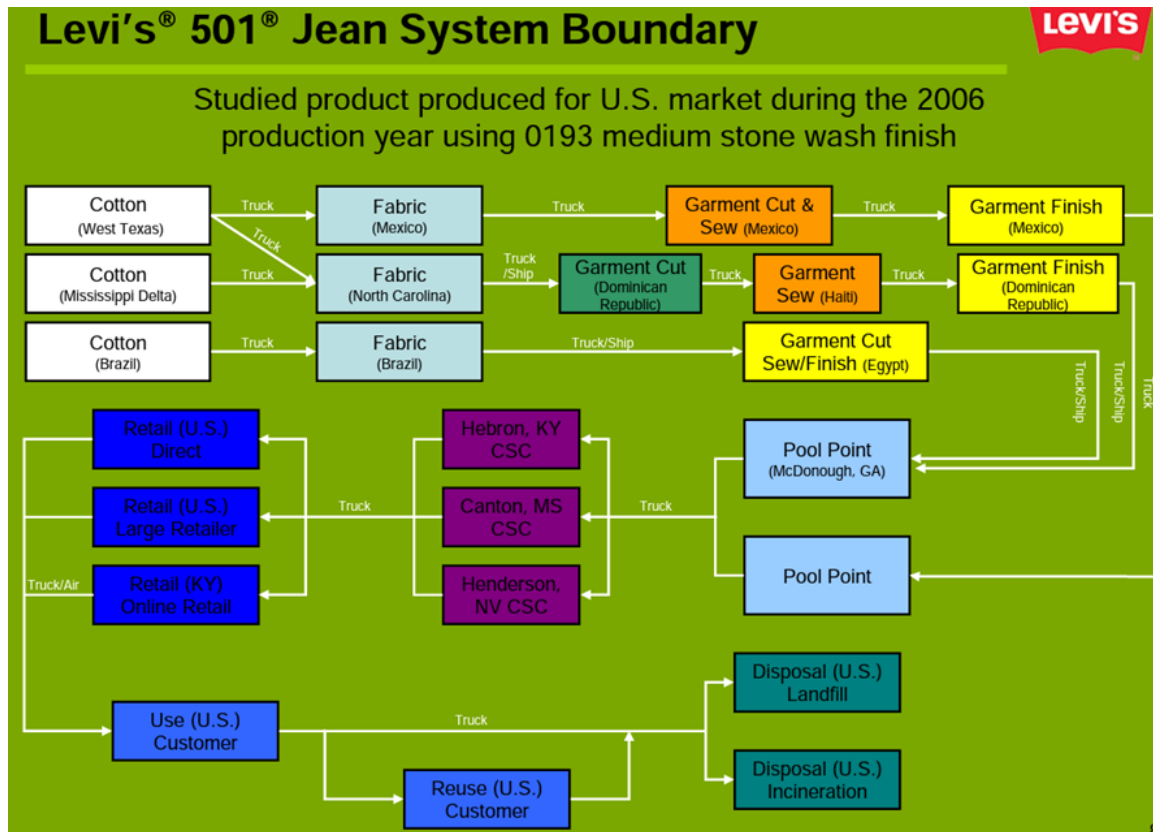 Levi's® 501® Jean System Boundary
LEVI'S
Studied product produced for U.S. market during the 2006
production year using 0193 medium stone wash finish
Cotton
(West Texas)
Truck
Truck
Fabric
(Mexico)
Truck
Garment Cut &
Sew (Mexico)
Truck
Garment Finish
(Mexico)
Cotton
(Mississippi Delta)
Truck
Fabric
(North Carolina)
Truck
/Ship
Garment Cut
(Dominican
Republic)
Truck
Garment
Sew (Haiti)
Truck
Garment Finish
(Dominican
Republic)
Cotton
(Brazil)
Truck
Fabric
(Brazil)
Truck/Ship
Garment Cut
Sew/Finish (Egypt)
Truck/Ship
Truck/Ship
Truck
Retail (U.S.)
Direct
Hebron, KY
CSC
Pool Point
(McDonough, GA)
Retail (U.S.)
Large Retailer
Truck
Canton, MS
CSC
Truck
Truck/Air
Retail (KY)
Online Retail
Henderson,
NV CSC
Pool Point
Disposal (U.S.)
Landfill
Use (U.S.)
Customer
Truck
Reuse (U.S.)
Customer
Disposal (U.S.)
Incineration